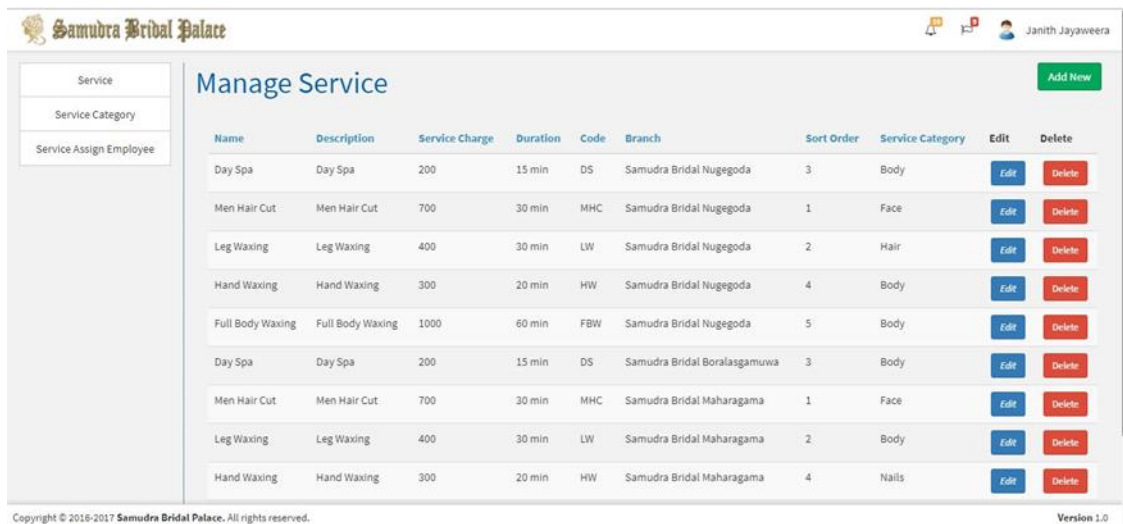 Samudra Bridal Palace
Janith Jayaweera
Service
Service Category
Service Assign Employee
Manage Service
Add New
Name Description Service Charge Duration Code Branch Sort Order Service Category Edit Delete
Day Spa Day Spa 200 15 min DS Samudra Bridal Nugegoda 3 Body Edit Delete
Men Hair Cut Men Hair Cut 700 30 min MHC Samudra Bridal Nugegoda 1 Face Edit Delete
Leg Waxing Leg Waxing 400 30 min LW Samudra Bridal Nugegoda 2 Hair Edit Delete
Hand Waxing Hand Waxing 300 20 min HW Samudra Bridal Nugegoda 4 Body Edit Delete
Full Body Waxing Full Body Waxing 1000 60 min FBW Samudra Bridal Nugegoda 5 Body Edit Delete
Day Spa Day Spa 200 15 min DS Samudra Bridal Boralasgamuwa 3 Body Edit Delete
Men Hair Cut Men Hair Cut 700 30 min MHC Samudra Bridal Maharagama 1 Face Edit Delete
Leg Waxing Leg Waxing 400 30 min LW Samudra Bridal Maharagama 2 Body Edit Delete
Hand Waxing Hand Waxing 300 20 min HW Samudra Bridal Maharagama 4 Nails Edit Delete
Copyright © 2016-2017 Samudra Bridal Palace. All rights reserved. Version 1.0